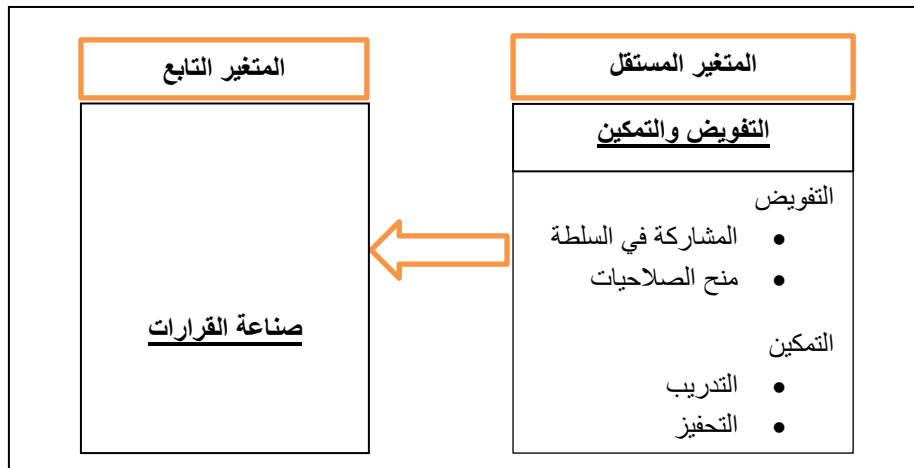 المتغير المستقل
التفويض والتمكين
التفويض
• المشاركة في السلطة
• منح الصلاحيات
التمكين
• التدريب
• التحفيز
المتغير التابع
صناعة القرارات